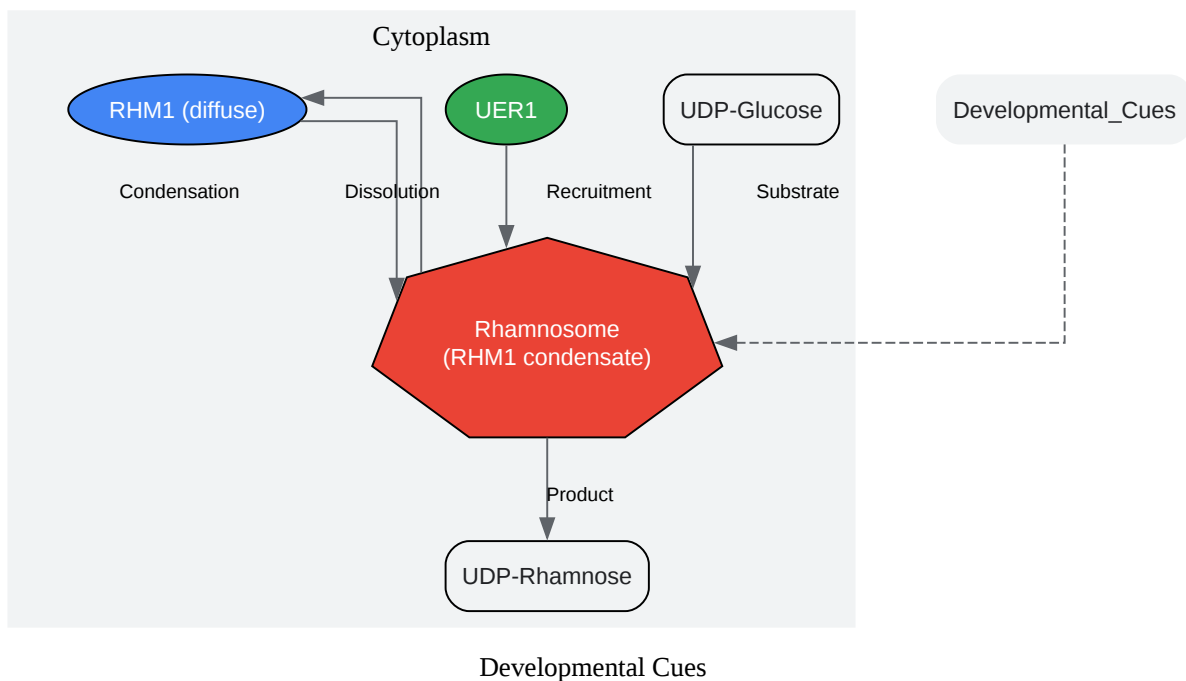 Cytoplasm
RHM1 (diffuse)
UER1
UDP-Glucose
Developmental_Cues
Condensation
Dissolution
Recruitment
Substrate
Rhamnosome
(RHM1 condensate)
Product
UDP-Rhamnose
Developmental Cues